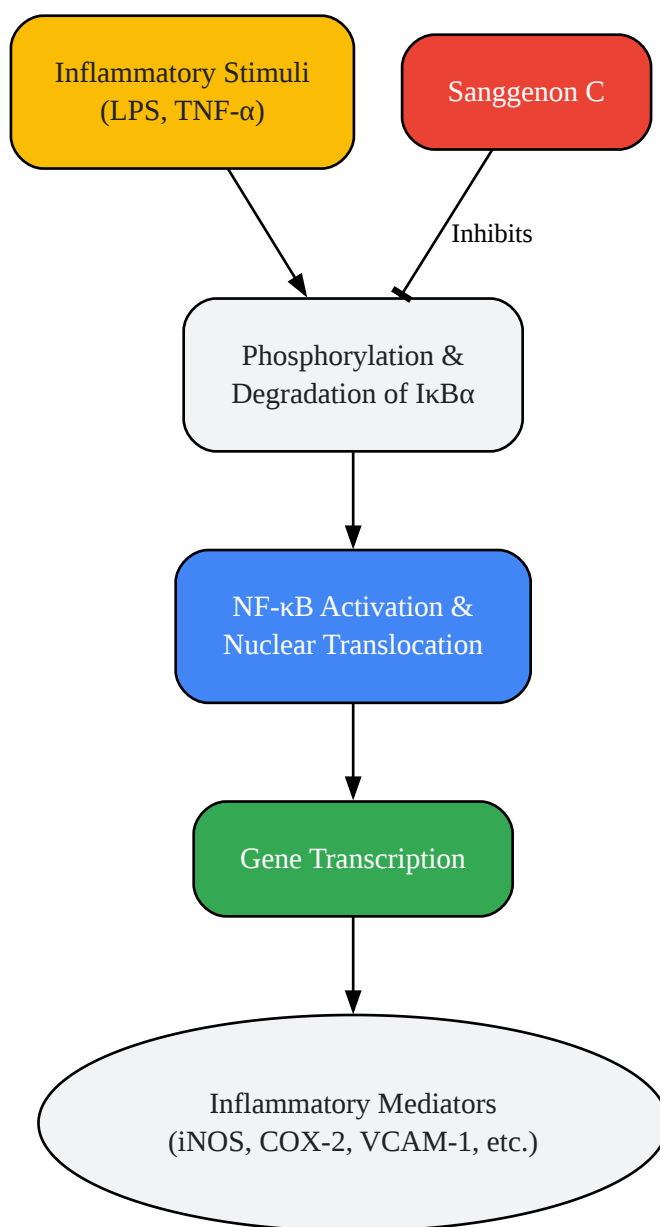 Inflammatory Stimuli
(LPS, TNF-α)
Sanggenon C
Inhibits
Phosphorylation &
Degradation of IκBα
NF-κB Activation &
Nuclear Translocation
Gene Transcription
Inflammatory Mediators
(iNOS, COX-2, VCAM-1, etc.)